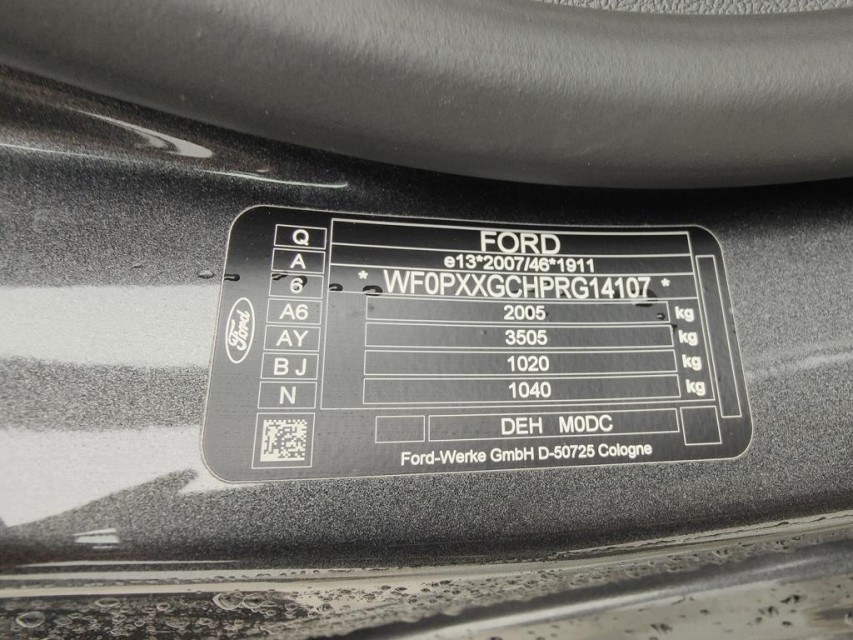 Q
FORD
A
e13*2007/46*1911
6
* WF0PXXGCHPRG14107 *
A6
2005 kg
AY
3505 kg
BJ
1020 kg
N
1040 kg
Ford
DEH M0DC
Ford-Werke GmbH D-50725 Cologne